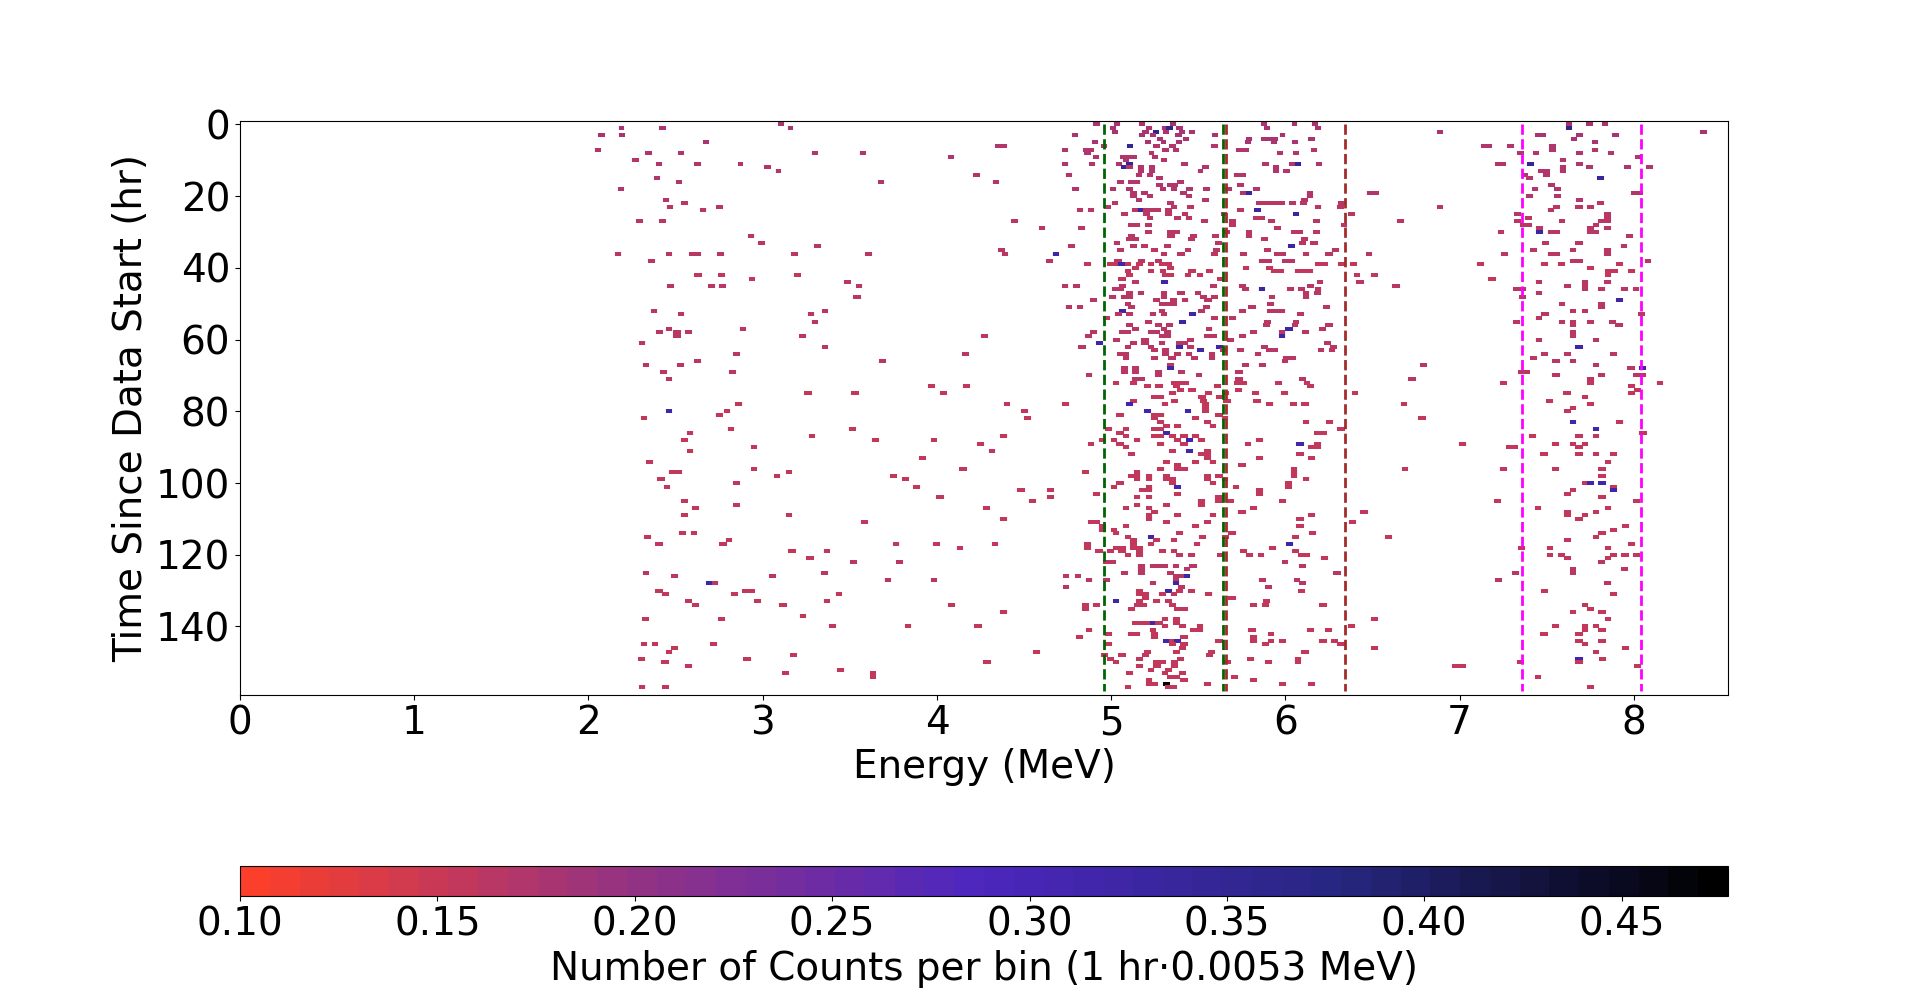 0
20
40
60
80
100
120
140
Time Since Data Start (hr)
0 1 2 3 4 5 6 7 8
Energy (MeV)
0.10 0.15 0.20 0.25 0.30 0.35 0.40 0.45
Number of Counts per bin (1 hr·0.0053 MeV)